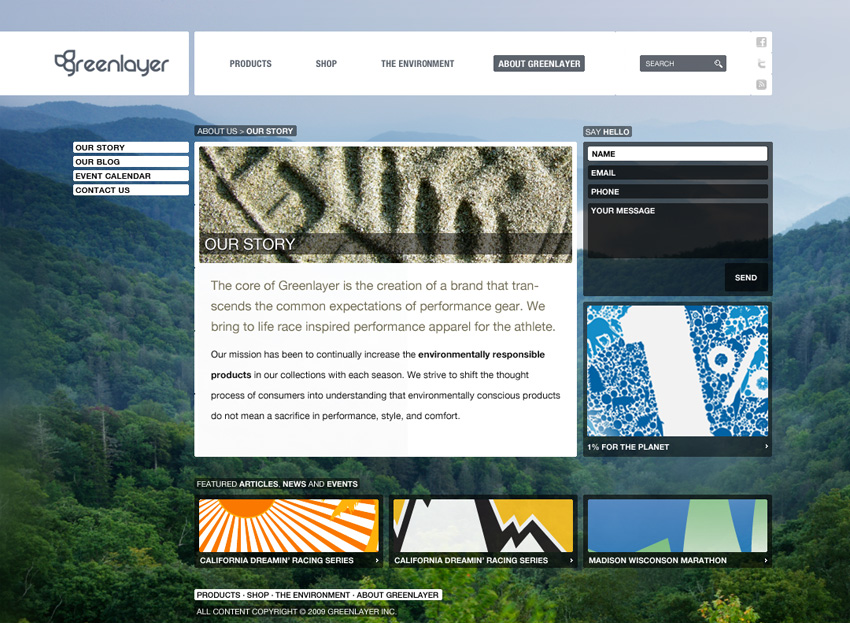 greenlayer
PRODUCTS
SHOP
THE ENVIRONMENT
ABOUT GREENLAYER
SEARCH
ABOUT US > OUR STORY
SAY HELLO
OUR STORY
OUR BLOG
EVENT CALENDAR
CONTACT US
OUR STORY
The core of Greenlayer is the creation of a brand that tran-
scends the common expectations of performance gear. We
bring to life race inspired performance apparel for the athlete.
Our mission has been to continually increase the environmentally responsible
products in our collections with each season. We strive to shift the thought
process of consumers into understanding that environmentally conscious products
do not mean a sacrifice in performance, style, and comfort.
NAME
EMAIL
PHONE
YOUR MESSAGE
SEND
1%
1% FOR THE PLANET
FEATURED ARTICLES, NEWS AND EVENTS
CALIFORNIA DREAMIN' RACING SERIES
CALIFORNIA DREAMIN' RACING SERIES
MADISON WISCONSON MARATHON
PRODUCTS · SHOP · THE ENVIRONMENT · ABOUT GREENLAYER
ALL CONTENT COPYRIGHT © 2009 GREENLAYER INC.